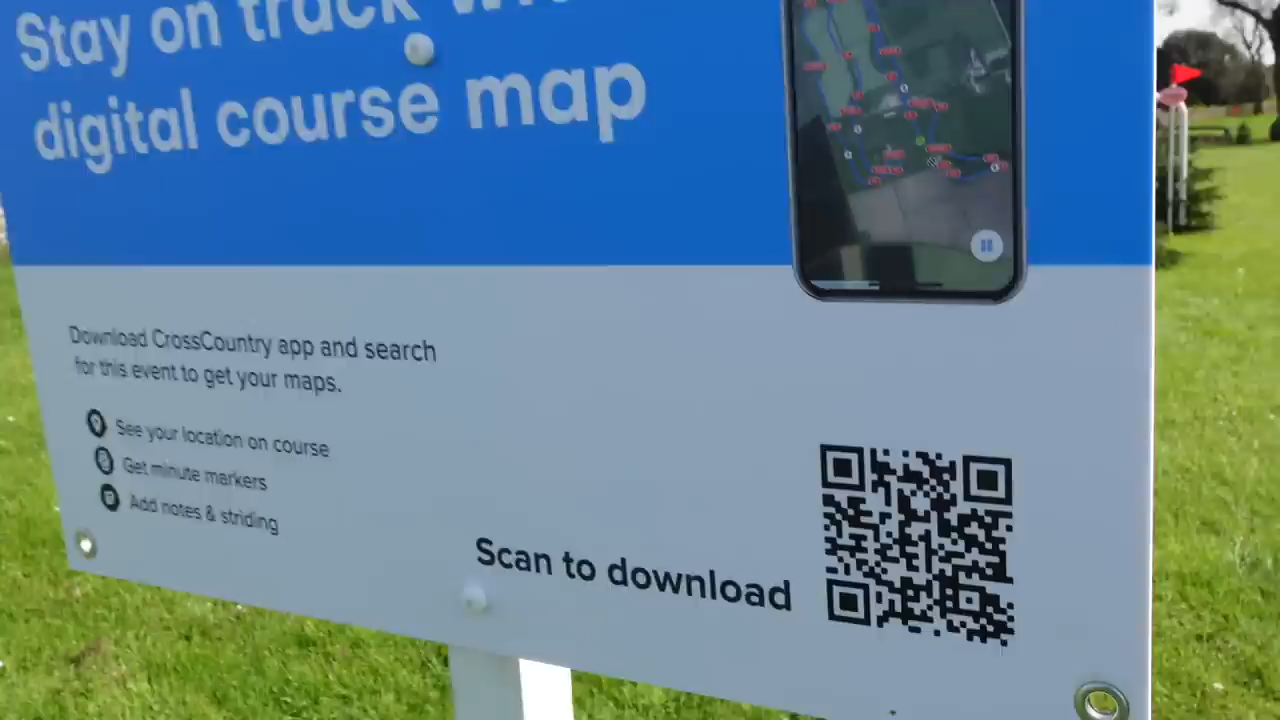 Stay on track
digital course map
Download CrossCountry app and search
for this event to get your maps.
See your location on course
Get minute markers
Add notes & striding
Scan to download